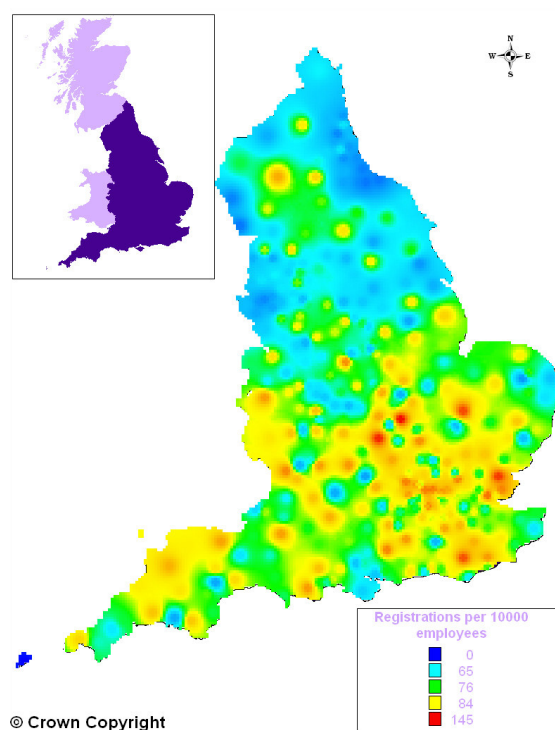 N
W E
S
Registrations per 10000
employees
0
65
76
84
145
© Crown Copyright